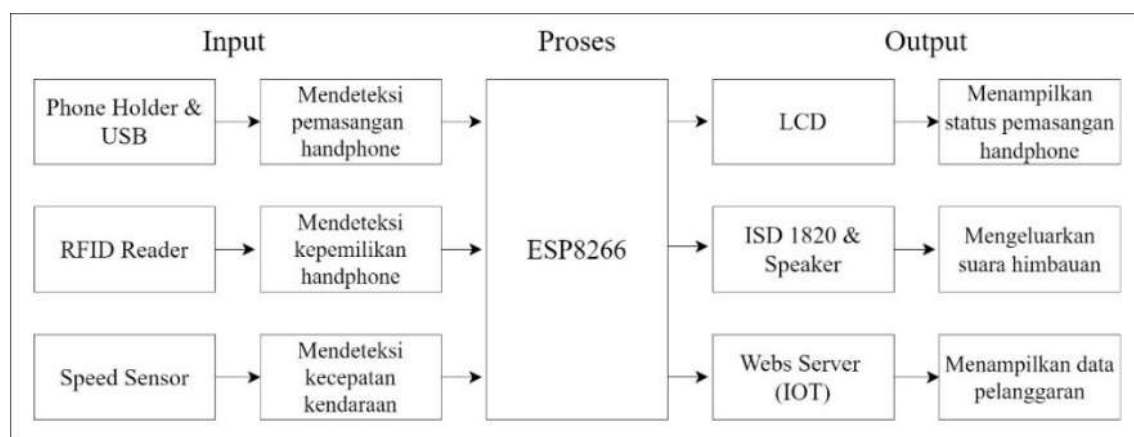 Input
Proses
Output
Phone Holder &
USB
Mendeteksi
pemasangan
handphone
RFID Reader
Mendeteksi
kepemilikan
handphone
Speed Sensor
Mendeteksi
kecepatan
kendaraan
ESP8266
LCD
Menampilkan
status pemasangan
handphone
ISD 1820 &
Speaker
Mengeluarkan
suara himbauan
Webs Server
(IOT)
Menampilkan data
pelanggaran